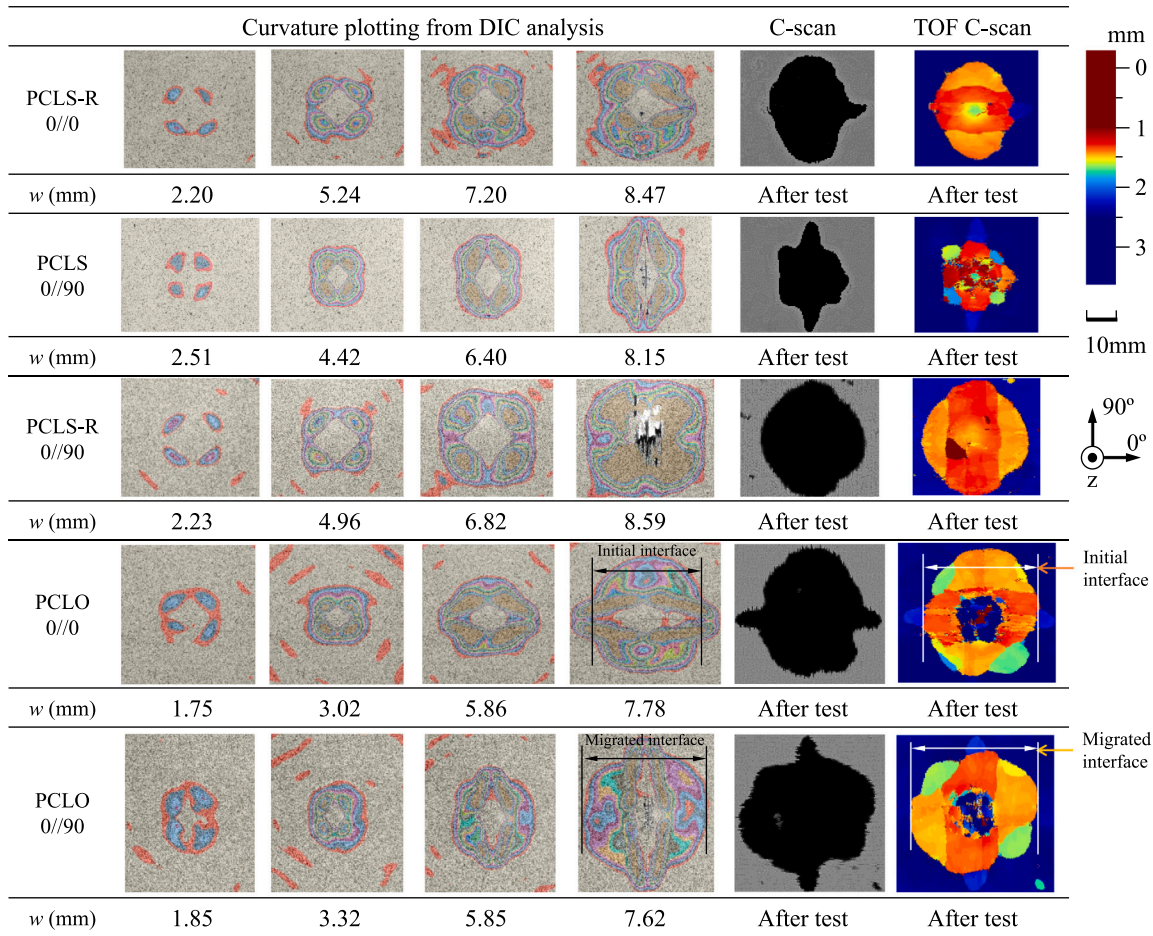 Curvature plotting from DIC analysis C-scan TOF C-scan
mm
0
1
2
3
10mm
90º
0º
z
PCLS-R
0//0
w (mm) 2.20 5.24 7.20 8.47 After test After test
PCLS
0//90
w (mm) 2.51 4.42 6.40 8.15 After test After test
PCLS-R
0//90
w (mm) 2.23 4.96 6.82 8.59 After test After test
PCLO
0//0
Initial interface
Initial
interface
w (mm) 1.75 3.02 5.86 7.78 After test After test
PCLO
0//90
Migrated interface
Migrated
interface
w (mm) 1.85 3.32 5.85 7.62 After test After test